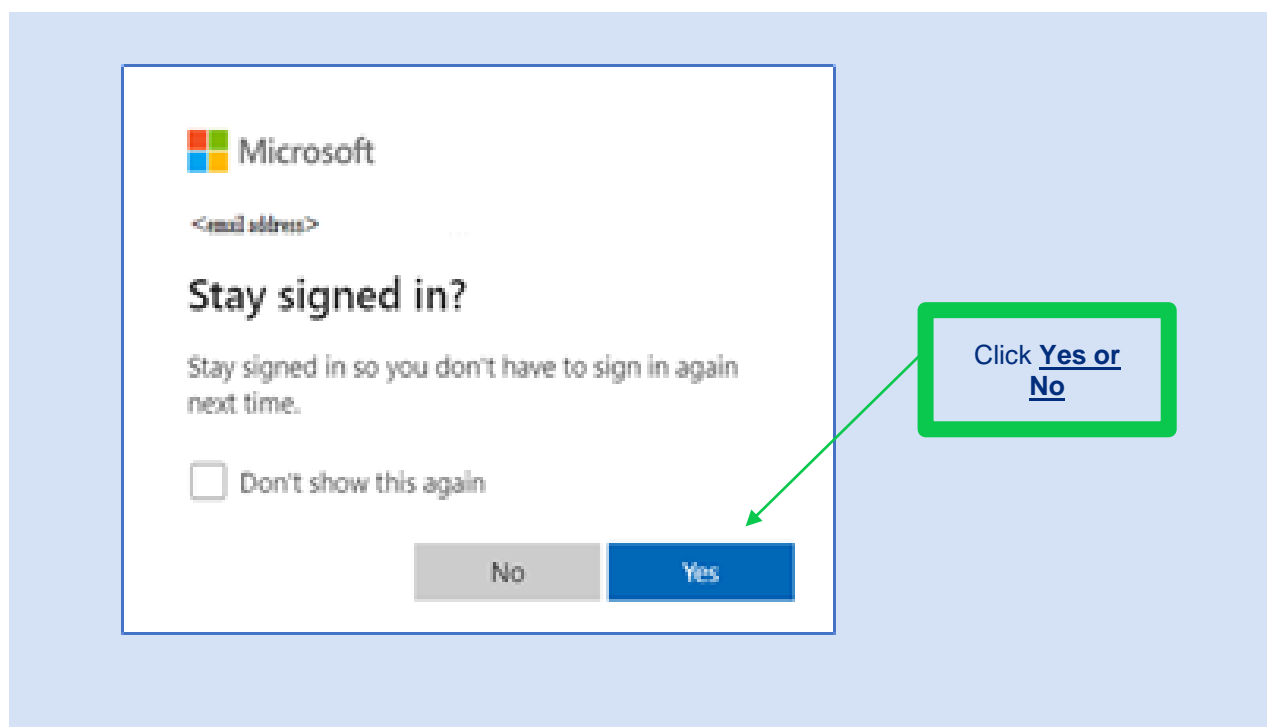 Microsoft
<email address>
Stay signed in?
Stay signed in so you don't have to sign in again
next time.
Don't show this again
No
Yes
Click Yes or
No